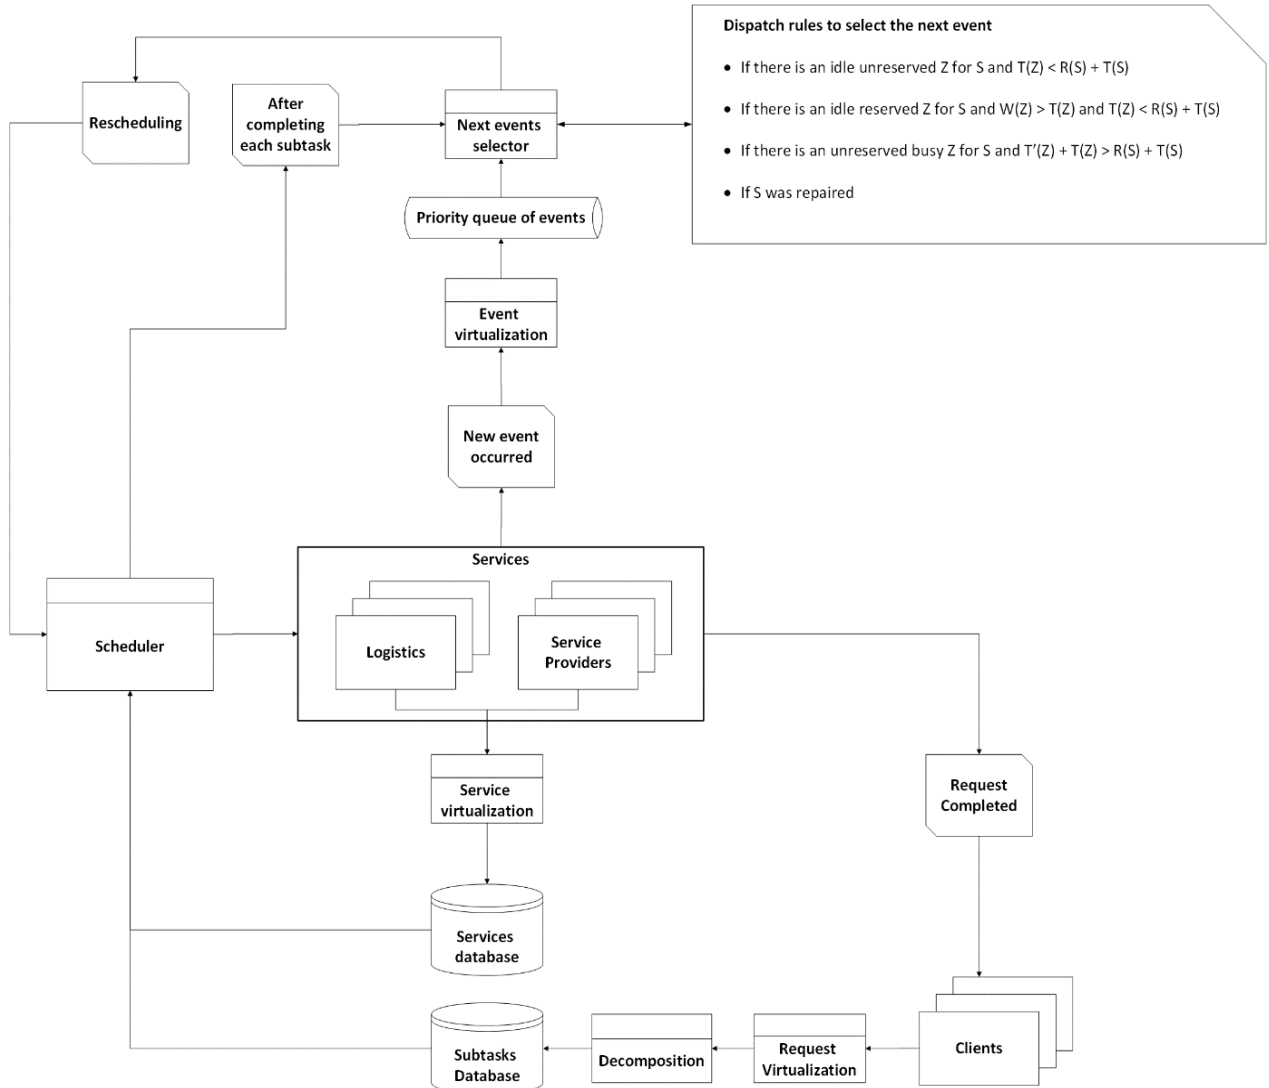 Dispatch rules to select the next event
• If there is an idle unreserved Z for S and T(Z) < R(S) + T(S)
• If there is an idle reserved Z for S and W(Z) > T(Z) and T(Z) < R(S) + T(S)
• If there is an unreserved busy Z for S and T’(Z) + T(Z) > R(S) + T(S)
• If S was repaired
Rescheduling
After
completing
each subtask
Next events
selector
Priority queue of events
Event
virtualization
New event
occurred
Services
Scheduler
Logistics
Service
Providers
Service
virtualization
Request
Completed
Services
database
Subtasks
Database
Decomposition
Request
Virtualization
Clients